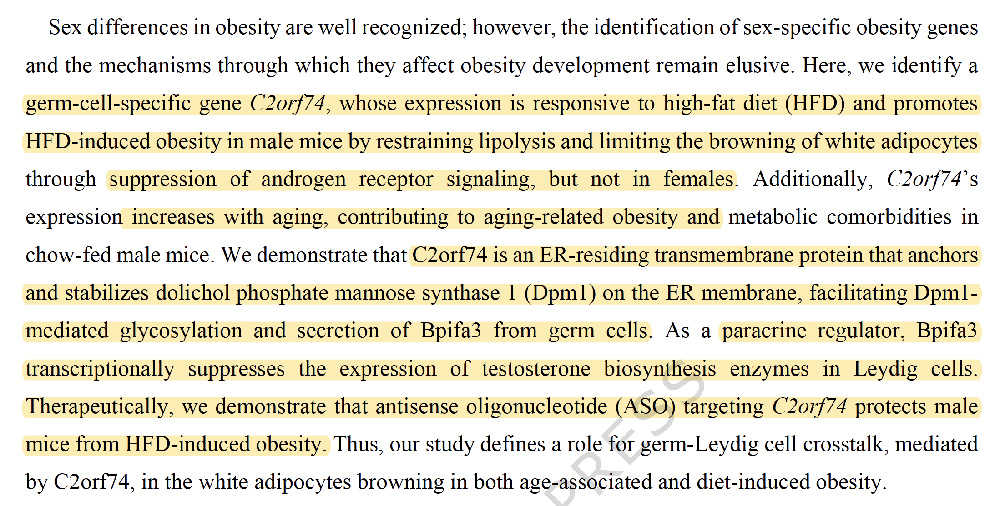 Sex differences in obesity are well recognized; however, the identification of sex-specific obesity genes
and the mechanisms through which they affect obesity development remain elusive. Here, we identify a
germ-cell-specific gene C2orf74, whose expression is responsive to high-fat diet (HFD) and promotes
HFD-induced obesity in male mice by restraining lipolysis and limiting the browning of white adipocytes
through suppression of androgen receptor signaling, but not in females. Additionally, C2orf74’s
expression increases with aging, contributing to aging-related obesity and metabolic comorbidities in
chow-fed male mice. We demonstrate that C2orf74 is an ER-residing transmembrane protein that anchors
and stabilizes dolichol phosphate mannose synthase 1 (Dpm1) on the ER membrane, facilitating Dpm1-
mediated glycosylation and secretion of Bpifa3 from germ cells. As a paracrine regulator, Bpifa3
transcriptionally suppresses the expression of testosterone biosynthesis enzymes in Leydig cells.
Therapeutically, we demonstrate that antisense oligonucleotide (ASO) targeting C2orf74 protects male
mice from HFD-induced obesity. Thus, our study defines a role for germ-Leydig cell crosstalk, mediated
by C2orf74, in the white adipocytes browning in both age-associated and diet-induced obesity.
PRESS